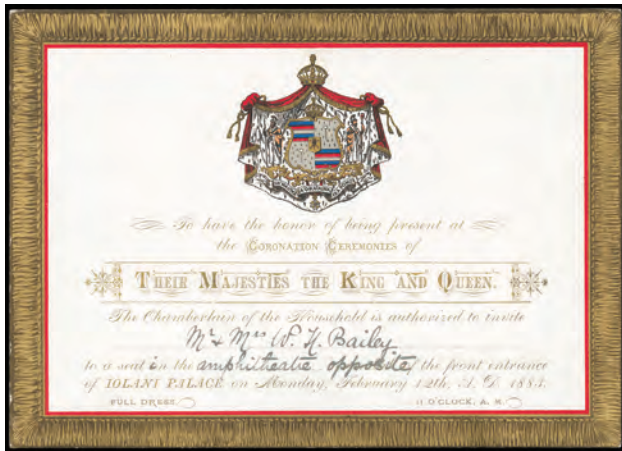 To have the honor of being present at
the CORONATION CEREMONIES of
THEIR MAJESTIES THE KING AND QUEEN.
The Chamberlain of the Household is authorized to invite
Mr & Mrs W. H. Bailey
to a seat in the amphitheatre opposite the front entrance
of IOLANI PALACE on Monday, February 12th, A. D. 1883.
FULL DRESS. 11 O'CLOCK, A. M.